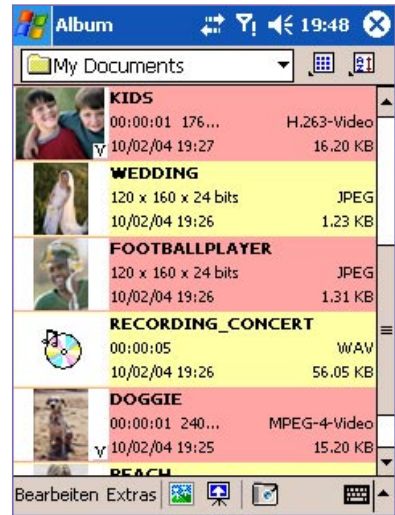 Album 19:48
My Documents
KIDS
00:00:01 176... H.263-Video
V 10/02/04 19:27 16.20 KB
WEDDING
120 x 160 x 24 bits JPEG
10/02/04 19:26 1.23 KB
FOOTBALLPLAYER
120 x 160 x 24 bits JPEG
10/02/04 19:26 1.31 KB
RECORDING_CONCERT
00:00:05 WAV
10/02/04 19:26 56.05 KB
DOGGIE
00:00:01 240... MPEG-4-Video
V 10/02/04 19:25 15.20 KB
BEACH
Bearbeiten Extras